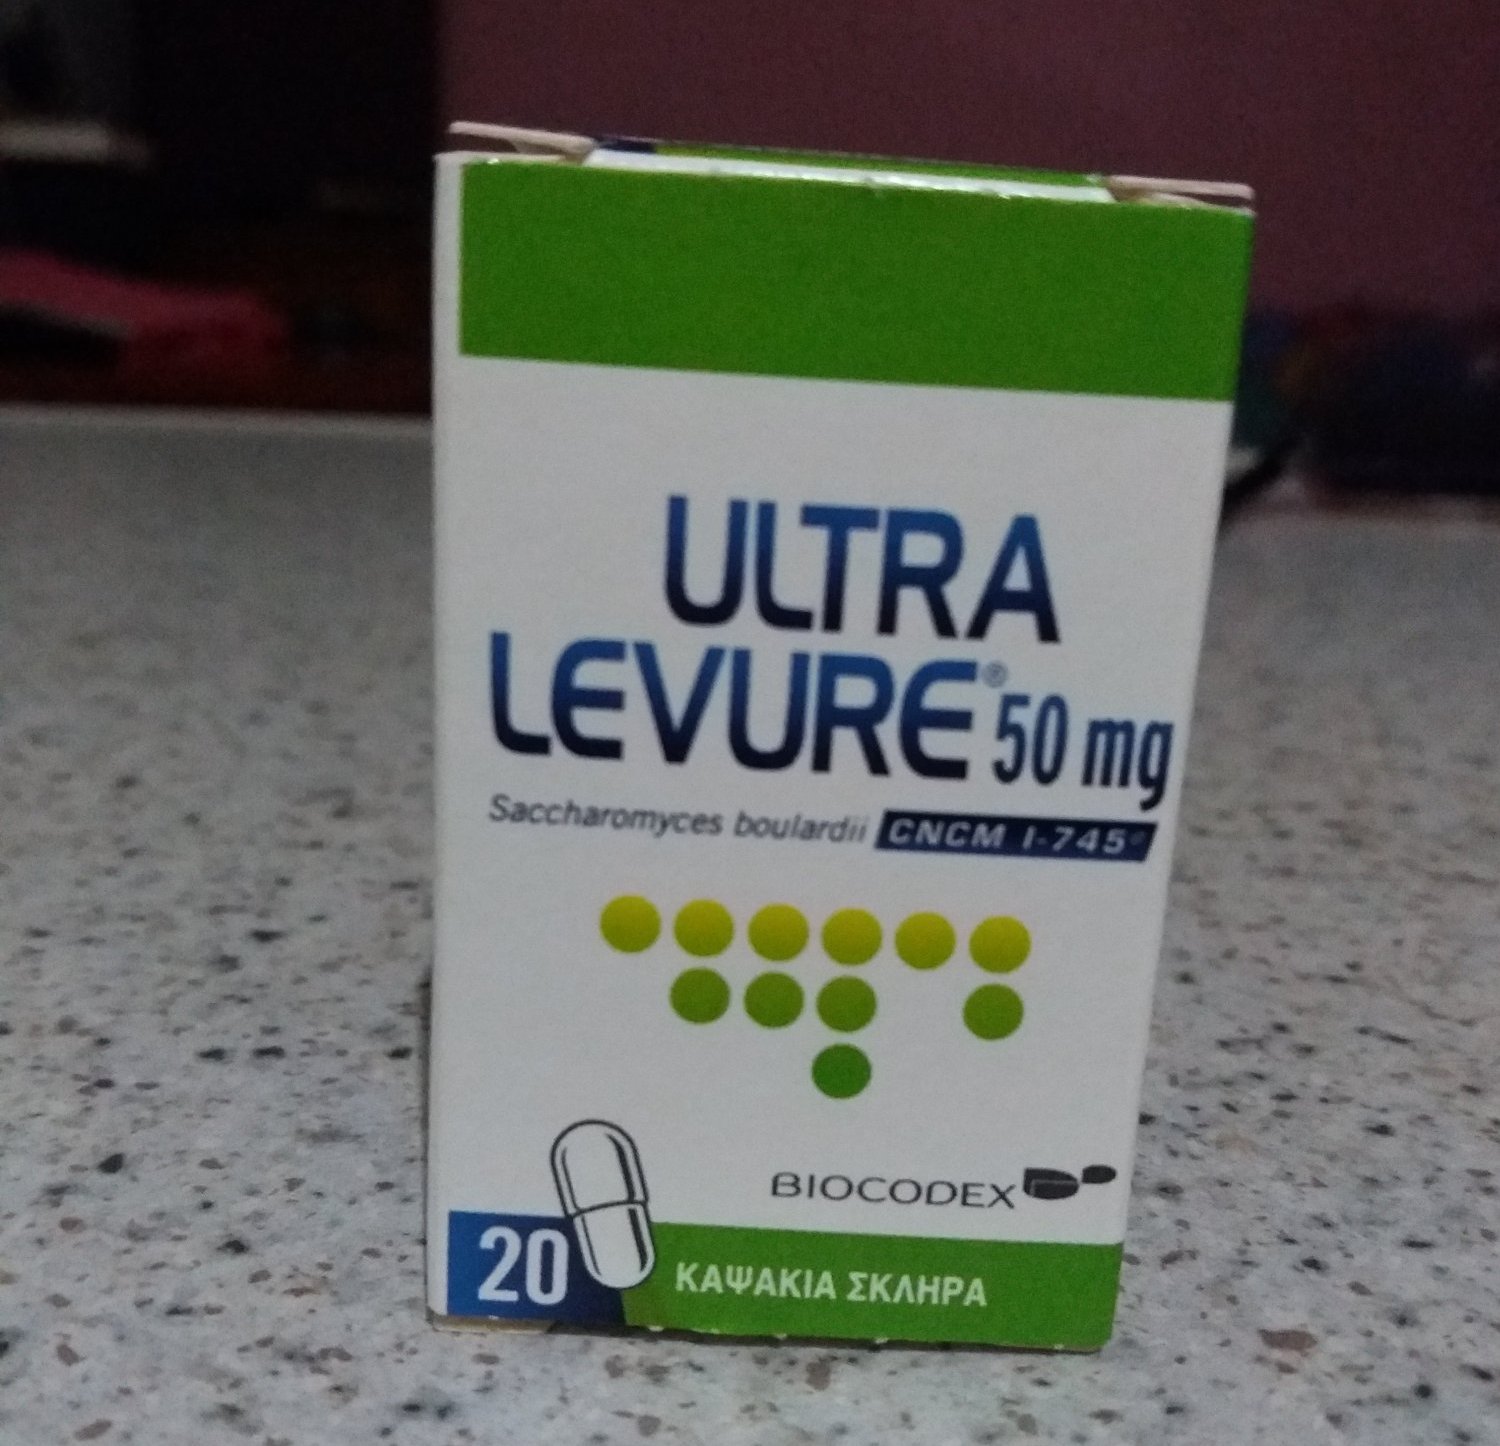 ULTRA
LEVURE® 50 mg
Saccharomyces boulardii CNCM I-745®
BIOCODEX
20 ΚΑΨΑΚΙΑ ΣΚΛΗΡΑ